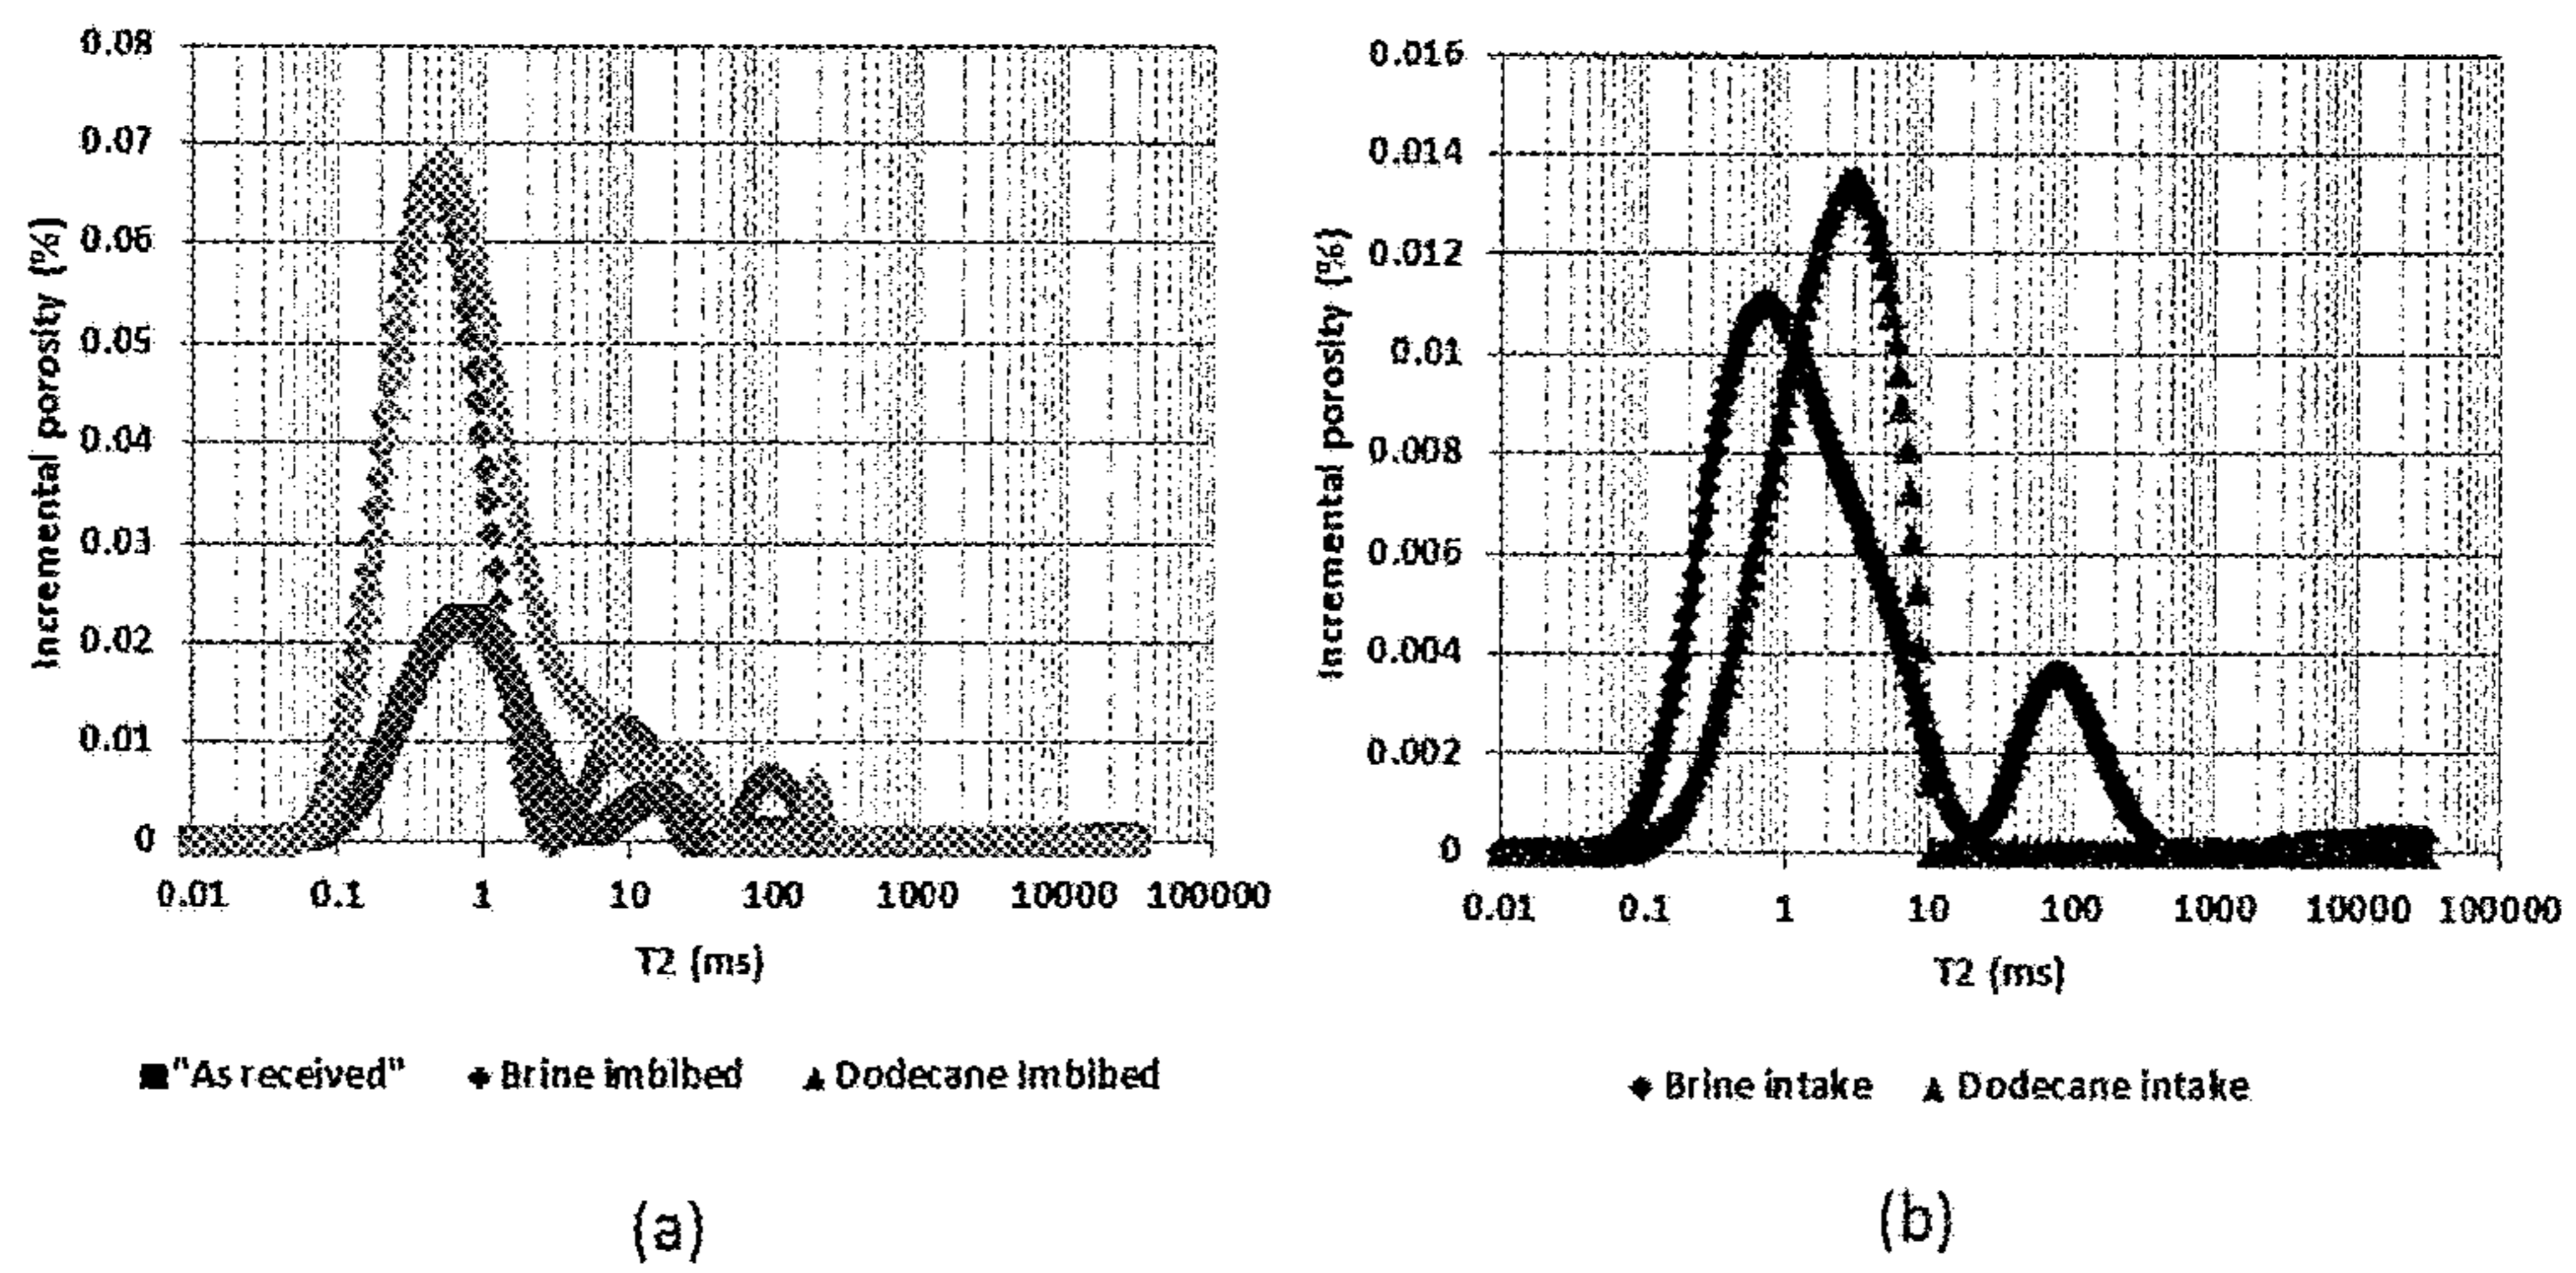 Incremental porosity (%)
0.08
0.07
0.06
0.05
0.04
0.03
0.02
0.01
0
0.01 0.1 1 10 100 1000 10000 100000
T2 (ms)
"As received" Brine imbibed Dodecane Imbibed
(a)
Incremental porosity (%)
0.016
0.014
0.012
0.01
0.008
0.006
0.004
0.002
0
0.01 0.1 1 10 100 1000 10000 100000
T2 (ms)
Brine intake Dodecane intake
(b)